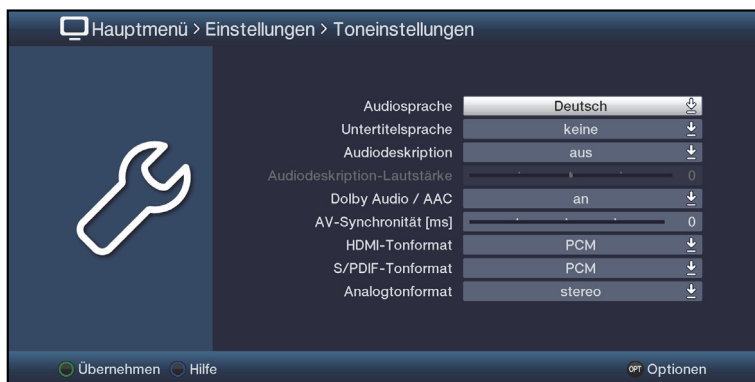 Hauptmenü > Einstellungen > Toneinstellungen
Audiosprache Deutsch
Untertitelsprache keine
Audiodeskription aus
Audiodeskription-Lautstärke 0
Dolby Audio / AAC an
AV-Synchronität [ms] 0
HDMI-Tonformat PCM
S/PDIF-Tonformat PCM
Analogtonformat stereo
Übernehmen Hilfe OPT Optionen